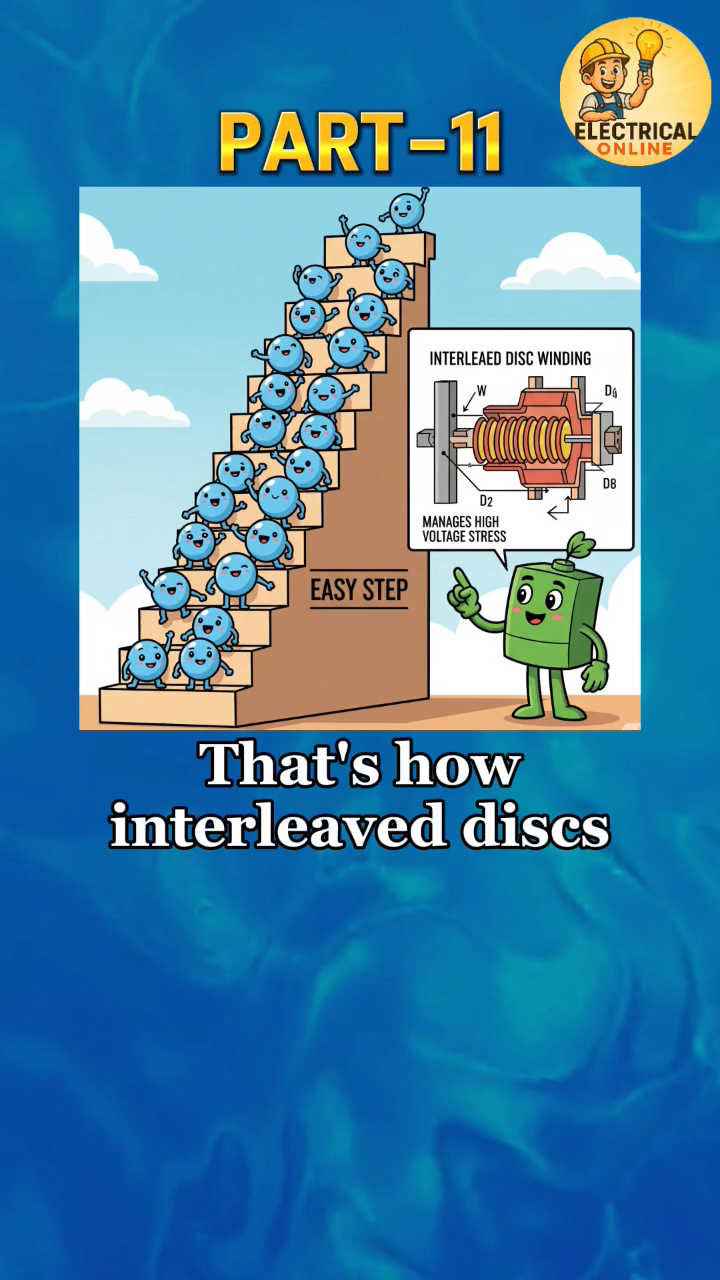 ELECTRICAL
ONLINE
PART-11
INTERLEAED DISC WINDING
W
D4
D8
D2
MANAGES HIGH
VOLTAGE STRESS
EASY STEP
That's how
interleaved discs